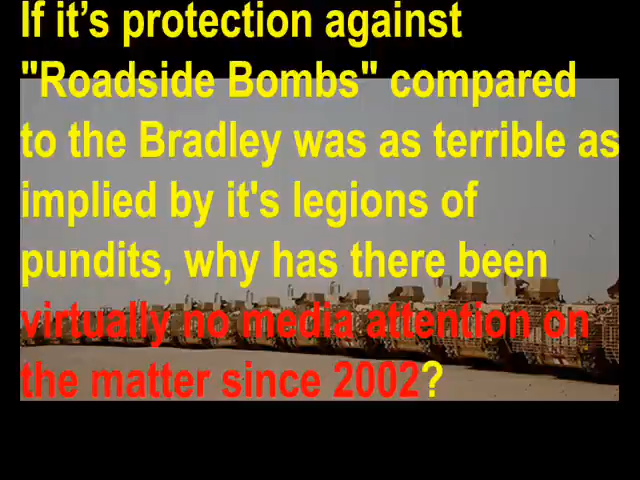 If it’s protection against
"Roadside Bombs" compared
to the Bradley was as terrible as
implied by it's legions of
pundits, why has there been
virtually no media attention on
the matter since 2002?